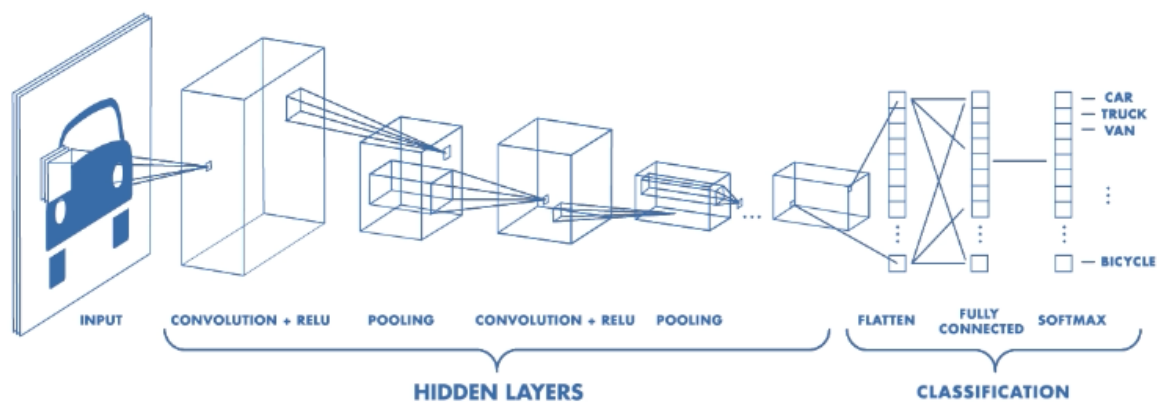 CAR
TRUCK
VAN
BICYCLE
INPUT
CONVOLUTION + RELU
POOLING
CONVOLUTION + RELU
POOLING
FLATTEN
FULLY
CONNECTED
SOFTMAX
HIDDEN LAYERS
CLASSIFICATION